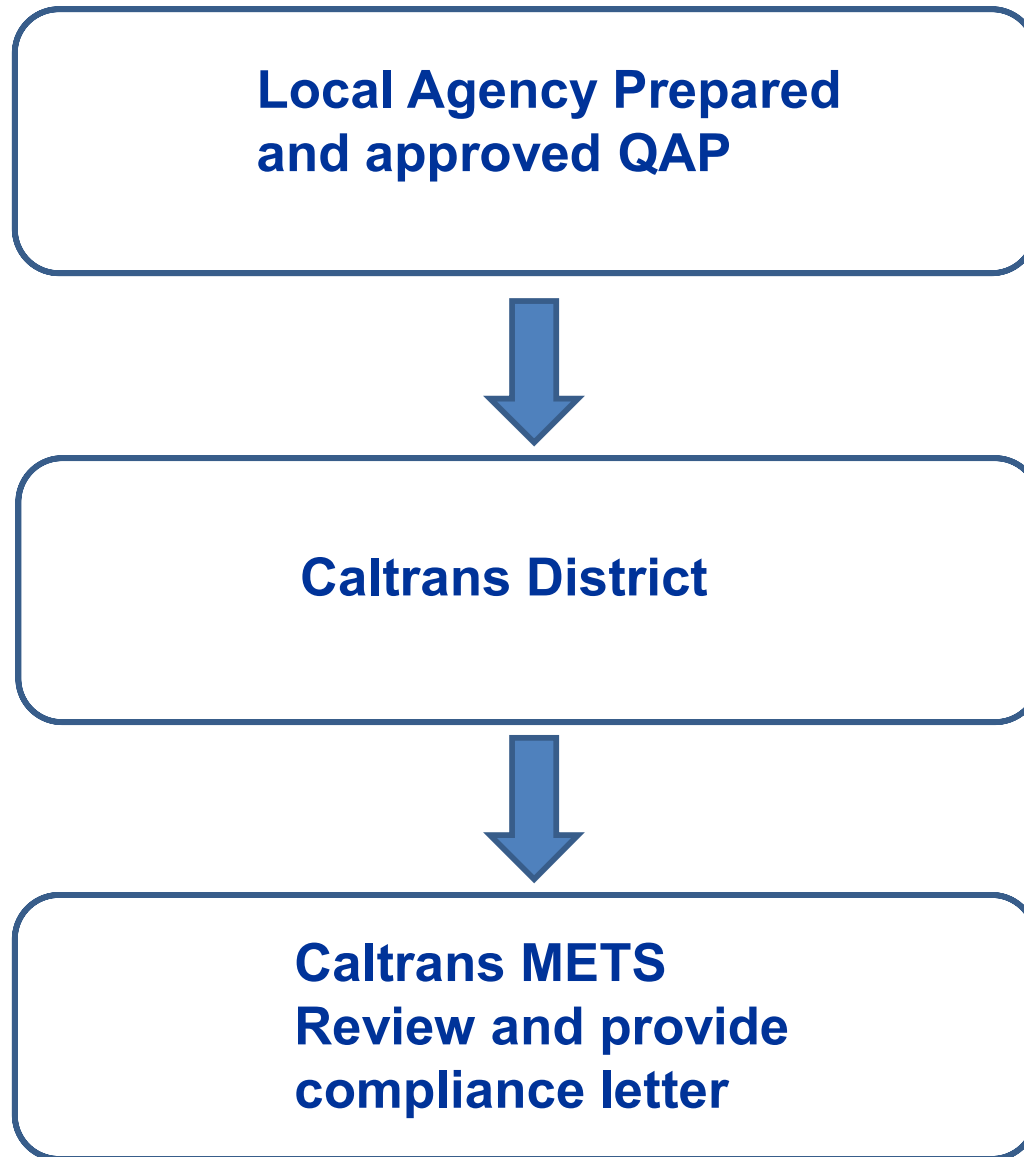 Local Agency Prepared
and approved QAP
Caltrans District
Caltrans METS
Review and provide
compliance letter